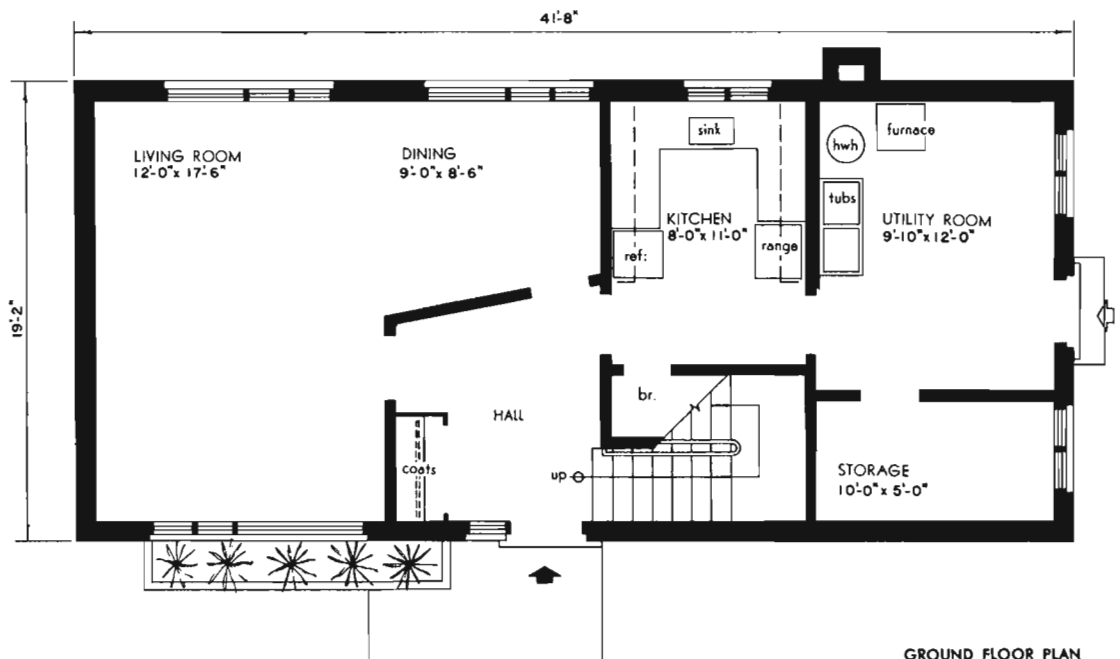 41'-8"
19'-2"
LIVING ROOM
12'-0" x 17'-6"
DINING
9'-0" x 8'-6"
sink
KITCHEN
8'-0" x 11'-0"
ref:
range
hwh
furnace
tubs
UTILITY ROOM
9'-10" x 12'-0"
br.
HALL
coats
up
STORAGE
10'-0" x 5'-0"
GROUND FLOOR PLAN